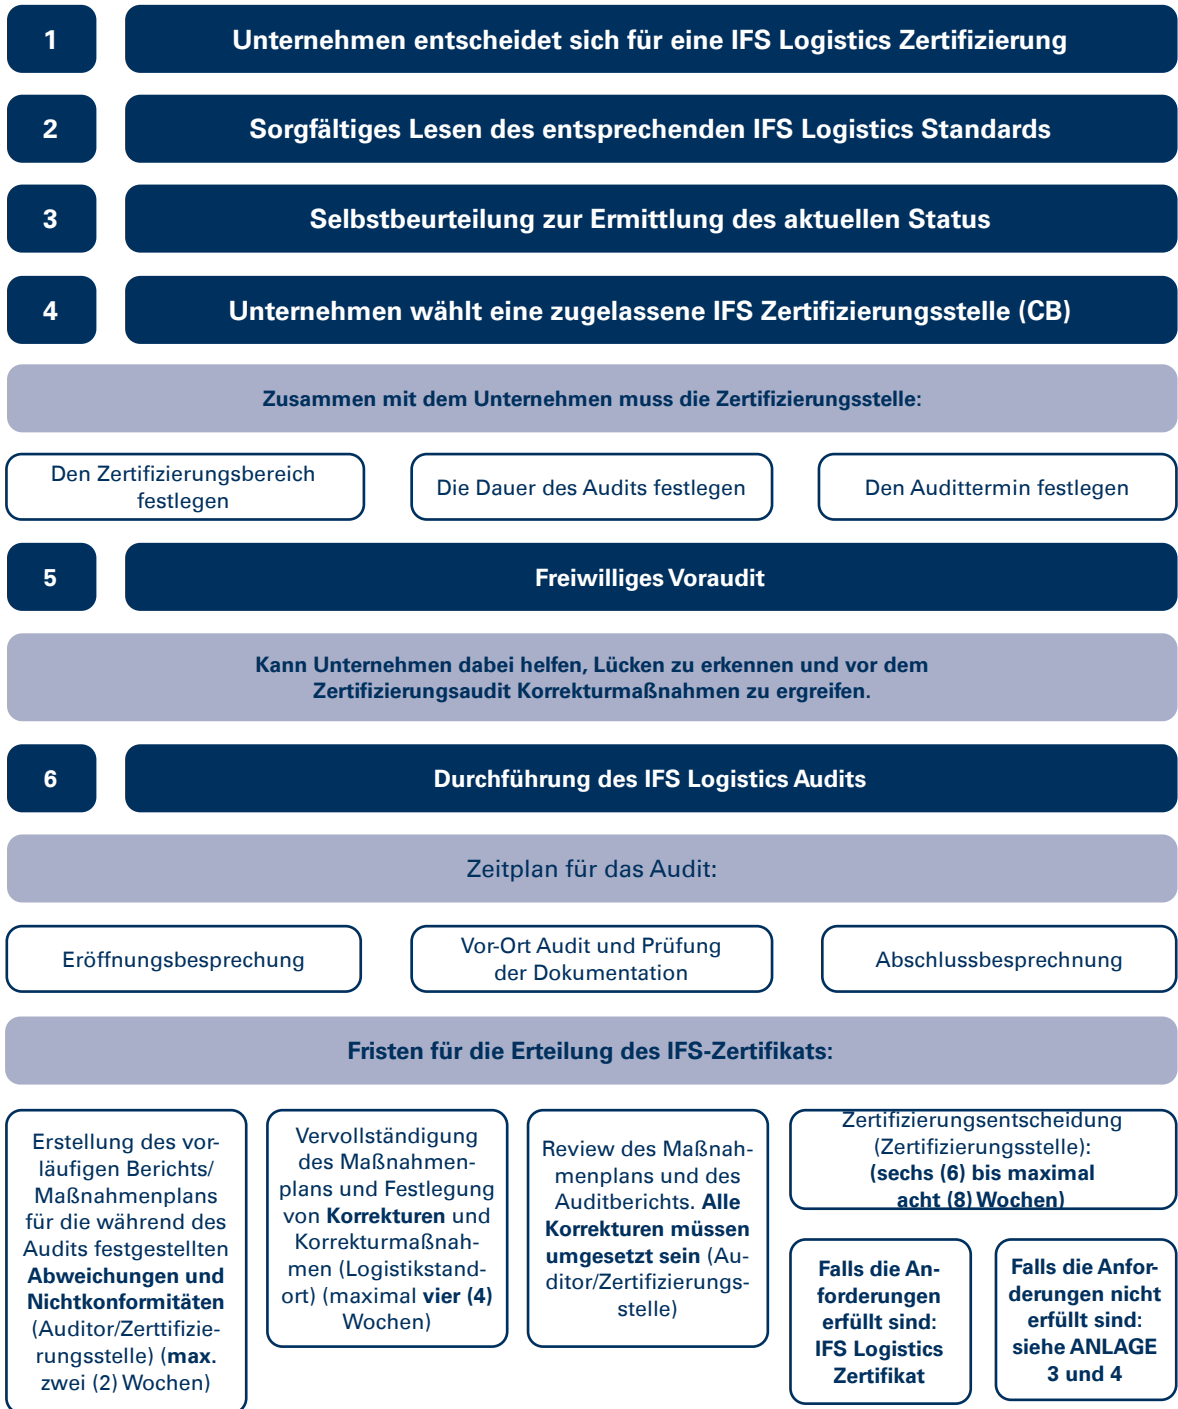 1
Unternehmen entscheidet sich für eine IFS Logistics Zertifizierung
2
Sorgfältiges Lesen des entsprechenden IFS Logistics Standards
3
Selbstbeurteilung zur Ermittlung des aktuellen Status
4
Unternehmen wählt eine zugelassene IFS Zertifizierungsstelle (CB)
Zusammen mit dem Unternehmen muss die Zertifizierungsstelle:
Den Zertifizierungsbereich
festlegen
Die Dauer des Audits festlegen
Den Audittermin festlegen
5
Freiwilliges Voraudit
Kann Unternehmen dabei helfen, Lücken zu erkennen und vor dem
Zertifizierungsaudit Korrekturmaßnahmen zu ergreifen.
6
Durchführung des IFS Logistics Audits
Zeitplan für das Audit:
Eröffnungsbesprechung
Vor-Ort Audit und Prüfung
der Dokumentation
Abschlussbesprechnung
Fristen für die Erteilung des IFS-Zertifikats:
Erstellung des vor-
läufigen Berichts/
Maßnahmenplans
für die während des
Audits festgestellten
Abweichungen und
Nichtkonformitäten
(Auditor/Zerttifizie-
rungsstelle) (max.
zwei (2) Wochen)
Vervollständigung
des Maßnahmen-
plans und Festlegung
von Korrekturen und
Korrekturmaßnah-
men (Logistikstand-
ort) (maximal vier (4)
Wochen)
Review des Maßnah-
menplans und des
Auditberichts. Alle
Korrekturen müssen
umgesetzt sein (Au-
ditor/Zertifizierungs-
stelle)
Zertifizierungsentscheidung
(Zertifizierungsstelle):
(sechs (6) bis maximal
acht (8) Wochen)
Falls die An-
forderungen
erfüllt sind:
IFS Logistics
Zertifikat
Falls die Anfor-
derungen nicht
erfüllt sind:
siehe ANLAGE
3 und 4